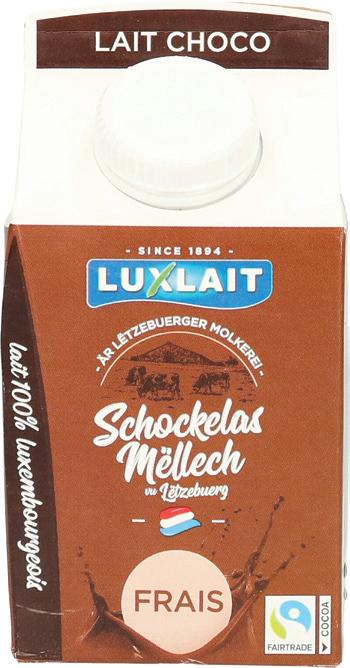 LAIT CHOCO
- SINCE 1894 -
LUXLAIT
- ÄR LËTZEBUERGER MOLKEREI -
Schockelas
Mëllech
vu Lëtzebuerg
lait 100% luxembourgeois
FRAIS
FAIRTRADE
COCOA